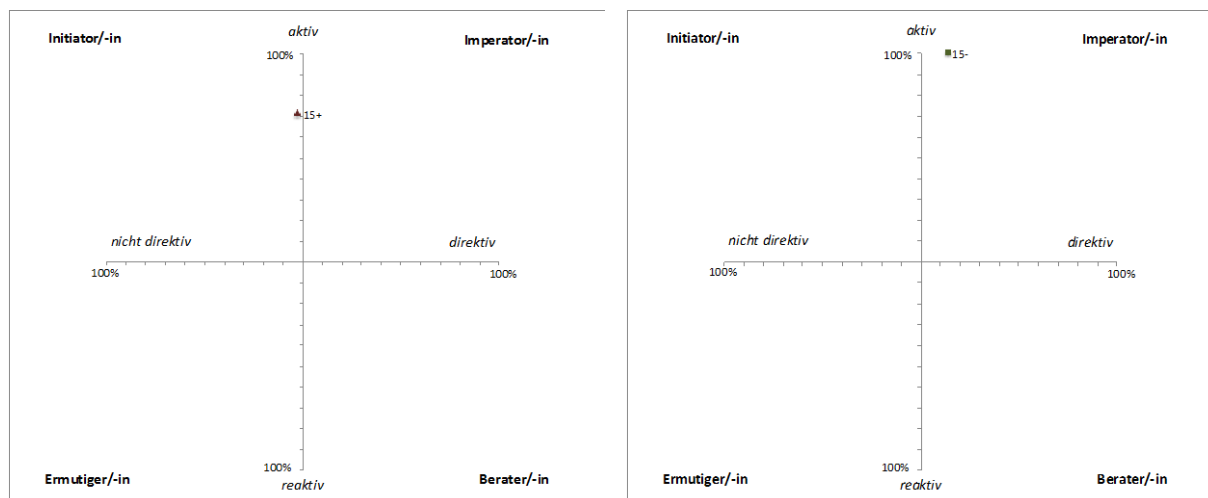 aktiv
Initiator/-in
Imperator/-in
100%
15+
nicht direktiv
direktiv
100%
100%
100%
Ermutiger/-in
Berater/-in
reaktiv
aktiv
Initiator/-in
Imperator/-in
100%
15-
nicht direktiv
direktiv
100%
100%
100%
Ermutiger/-in
Berater/-in
reaktiv